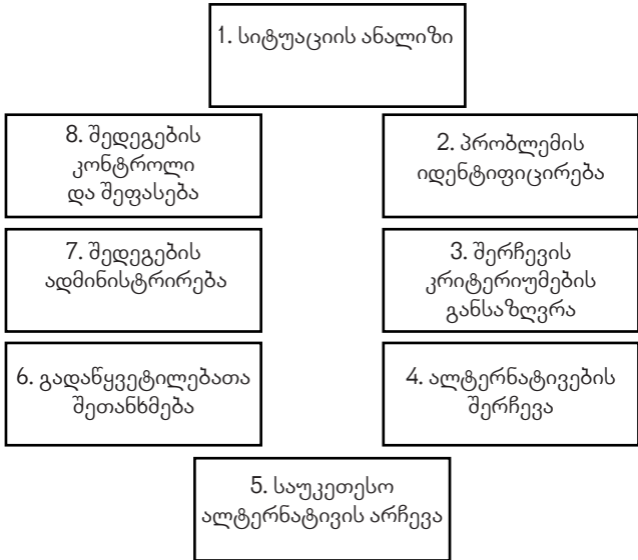 1. სიტუაციის ანალიზი
8. შედეგების
კონტროლი
და შეფასება
2. პრობლემის
იდენტიფიცირება
7. შედეგების
ადმინისტრირება
3. შერჩევის
კრიტერიუმების
განსაზღვრა
6. გადაწყვეტილებათა
შეთანხმება
4. ალტერნატივების
შერჩევა
5. საუკეთესო
ალტერნატივის არჩევა